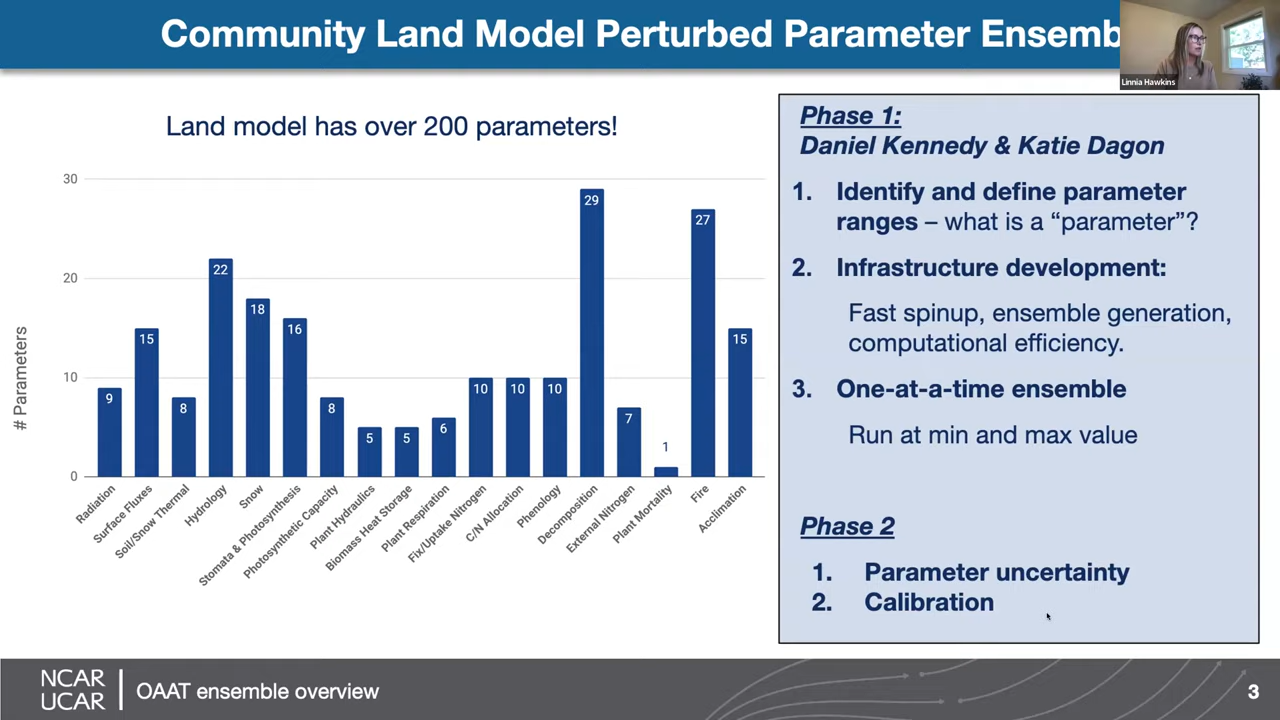 Community Land Model Perturbed Parameter Ensemb
Linnia Hawkins
Land model has over 200 parameters!
# Parameters
30
20
10
0
9
15
8
22
18
16
8
5
5
6
10
10
10
29
7
1
27
15
Radiation
Surface Fluxes
Soil/Snow Thermal
Hydrology
Snow
Stomata & Photosynthesis
Photosynthetic Capacity
Plant Hydraulics
Biomass Heat Storage
Plant Respiration
Fix/Uptake Nitrogen
C/N Allocation
Phenology
Decomposition
External Nitrogen
Plant Mortality
Fire
Acclimation
Phase 1:
Daniel Kennedy & Katie Dagon
1. Identify and define parameter
ranges – what is a “parameter”?
2. Infrastructure development:
Fast spinup, ensemble generation,
computational efficiency.
3. One-at-a-time ensemble
Run at min and max value
Phase 2
1. Parameter uncertainty
2. Calibration
NCAR
UCAR
OAAT ensemble overview
3